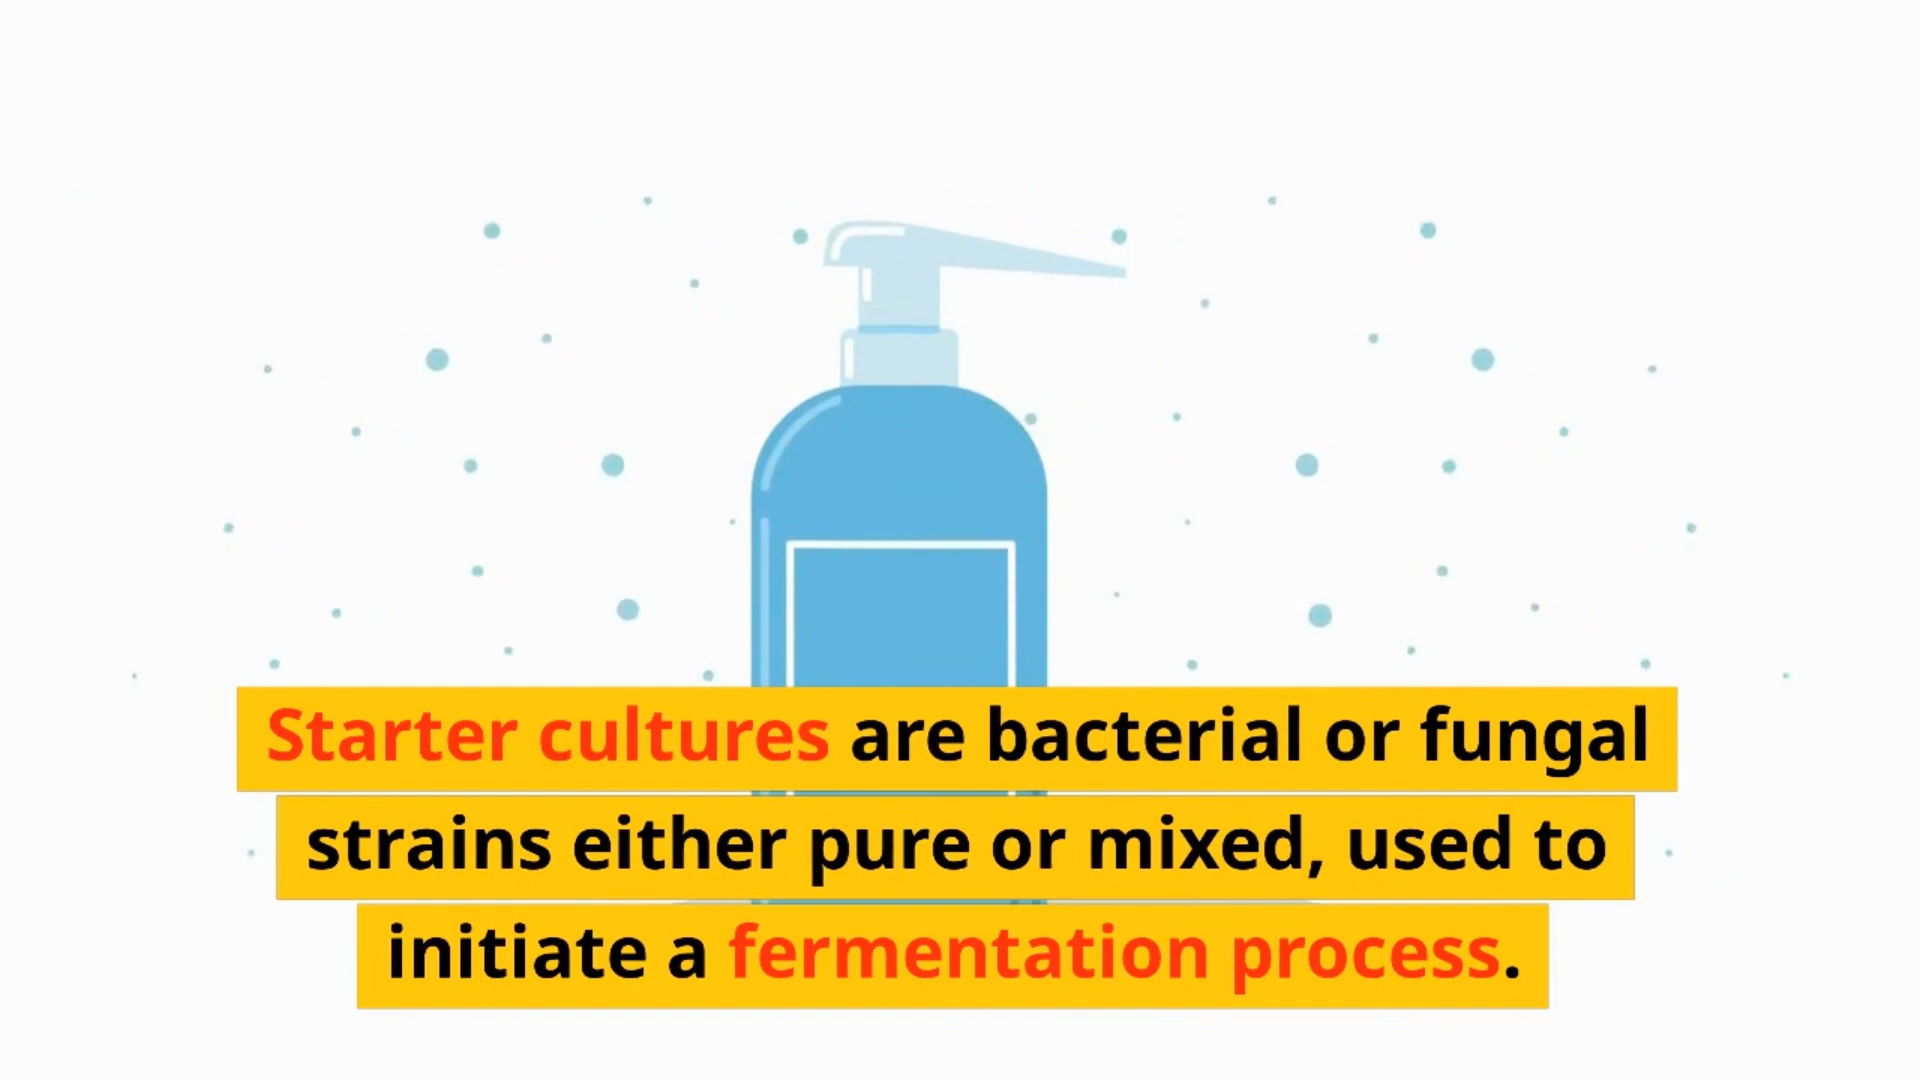 Starter cultures are bacterial or fungal
strains either pure or mixed, used to
initiate a fermentation process.